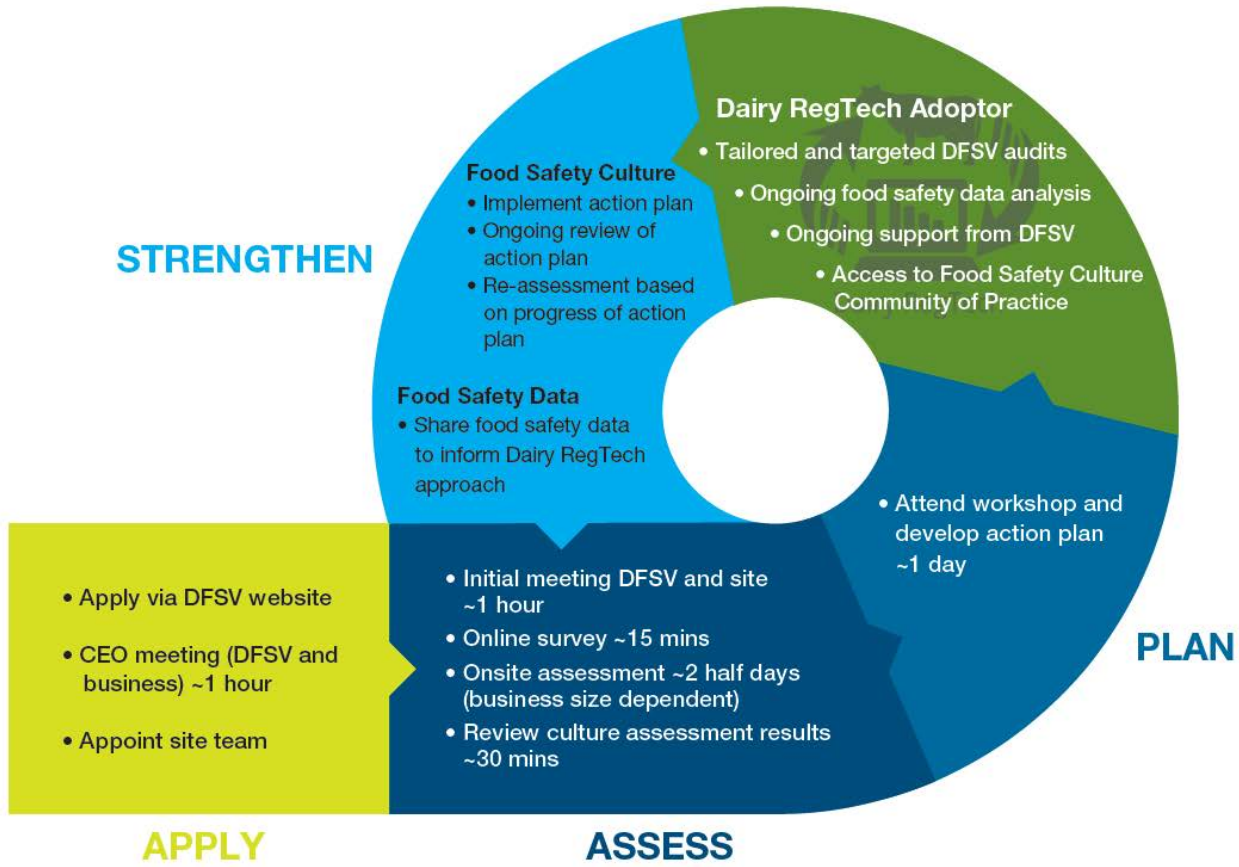 APPLY
• Apply via DFSV website
• CEO meeting (DFSV and
business) ~1 hour
• Appoint site team
ASSESS
• Initial meeting DFSV and site
~1 hour
• Online survey ~15 mins
• Onsite assessment ~2 half days
(business size dependent)
• Review culture assessment results
~30 mins
PLAN
• Attend workshop and
develop action plan
~1 day
Dairy RegTech Adoptor
• Tailored and targeted DFSV audits
• Ongoing food safety data analysis
• Ongoing support from DFSV
• Access to Food Safety Culture
Community of Practice
STRENGTHEN
Food Safety Culture
• Implement action plan
• Ongoing review of
action plan
• Re-assessment based
on progress of action
plan
Food Safety Data
• Share food safety data
to inform Dairy RegTech
approach